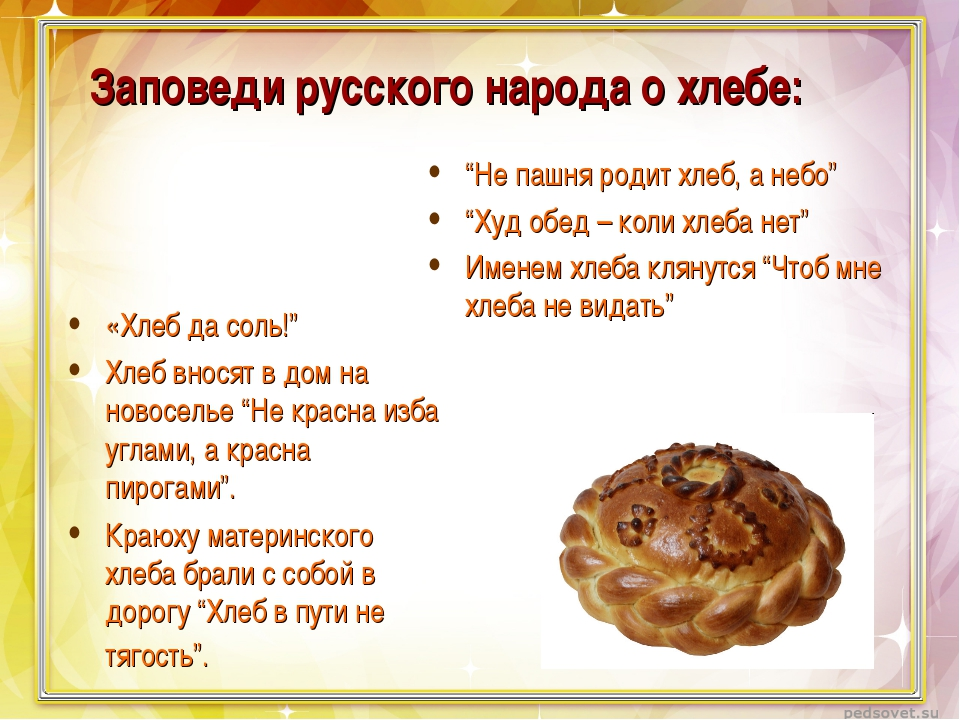 Заповеди русского народа о хлебе:
«Хлеб да соль!”
Хлеб вносят в дом на
новоселье “Не красна изба
углами, а красна
пирогами”.
Краюху материнского
хлеба брали с собой в
дорогу “Хлеб в пути не
тягость”.
“Не пашня родит хлеб, а небо”
“Худ обед – коли хлеба нет”
Именем хлеба клянутся “Чтоб мне
хлеба не видать”
pedsovet.su